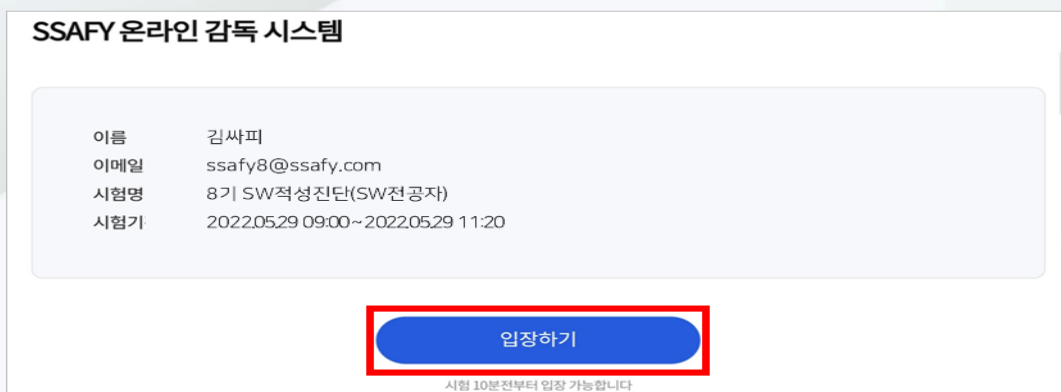 SSAFY 온라인 감독 시스템
이름 김싸피
이메일 ssafy8@ssafy.com
시험명 8기 SW적성진단(SW전공자)
시험기 2022.05.29 09:00~2022.05.29 11:20
입장하기
시험 10분전부터 입장 가능합니다